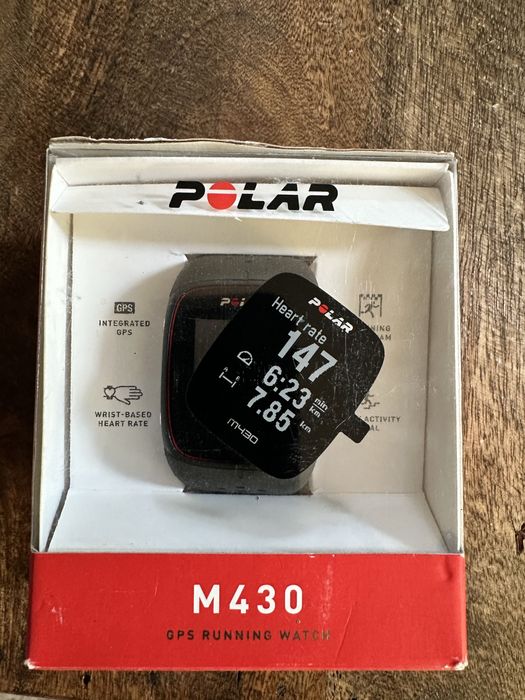 POLAR
GPS
INTEGRATED
GPS
WRIST-BASED
HEART RATE
POLAR
Heart rate
147
6:23 min
km
7.85 km
M430
ACTIVITY
M430
GPS RUNNING WATCH